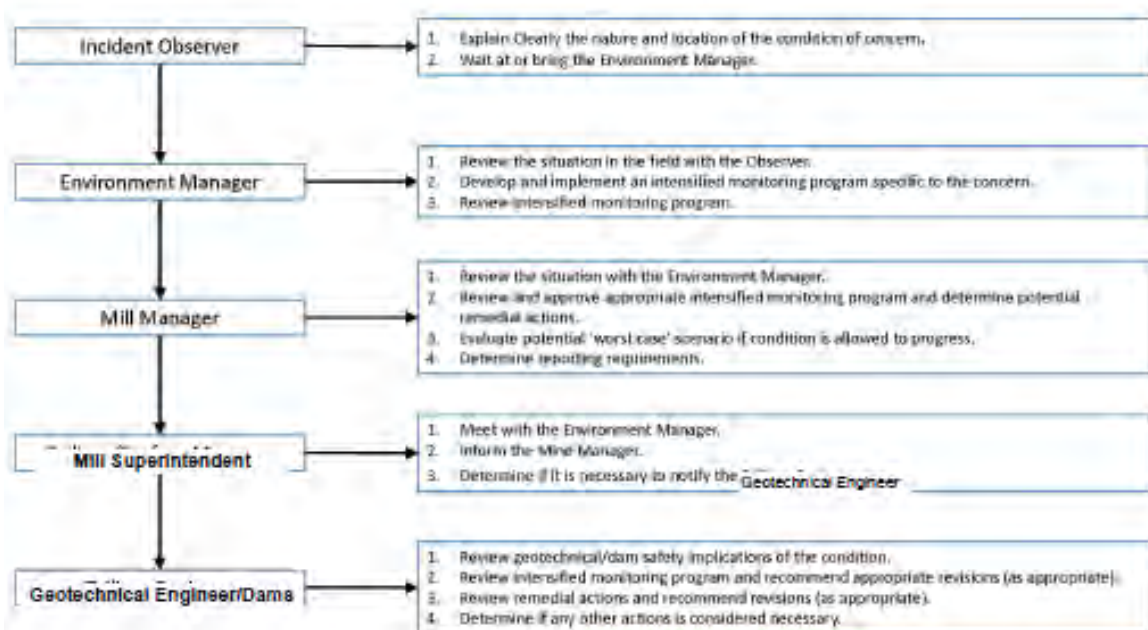 Incident Observer
1. Explain Clearly the nature and location of the condition of concern.
2. Wait at or bring the Environment Manager.
Environment Manager
1. Review the situation in the field with the Observer.
2. Develop and implement an intensified monitoring program specific to the concern.
3. Review intensified monitoring program.
Mill Manager
1. Review the situation with the Environment Manager.
2. Review and approve appropriate intensified monitoring program and determine potential
remedial actions.
3. Evaluate potential 'worst case' scenario if condition is allowed to progress.
4. Determine reporting requirements.
Mill Superintendent
1. Meet with the Environment Manager.
2. Inform the Mine Manager.
3. Determine if it is necessary to notify the Geotechnical Engineer
Geotechnical Engineer/Dams
1. Review geotechnical/dam safety implications of the condition.
2. Review intensified monitoring program and recommend appropriate revisions (as appropriate).
3. Review remedial actions and recommend revisions (as appropriate).
4. Determine if any other actions is considered necessary.